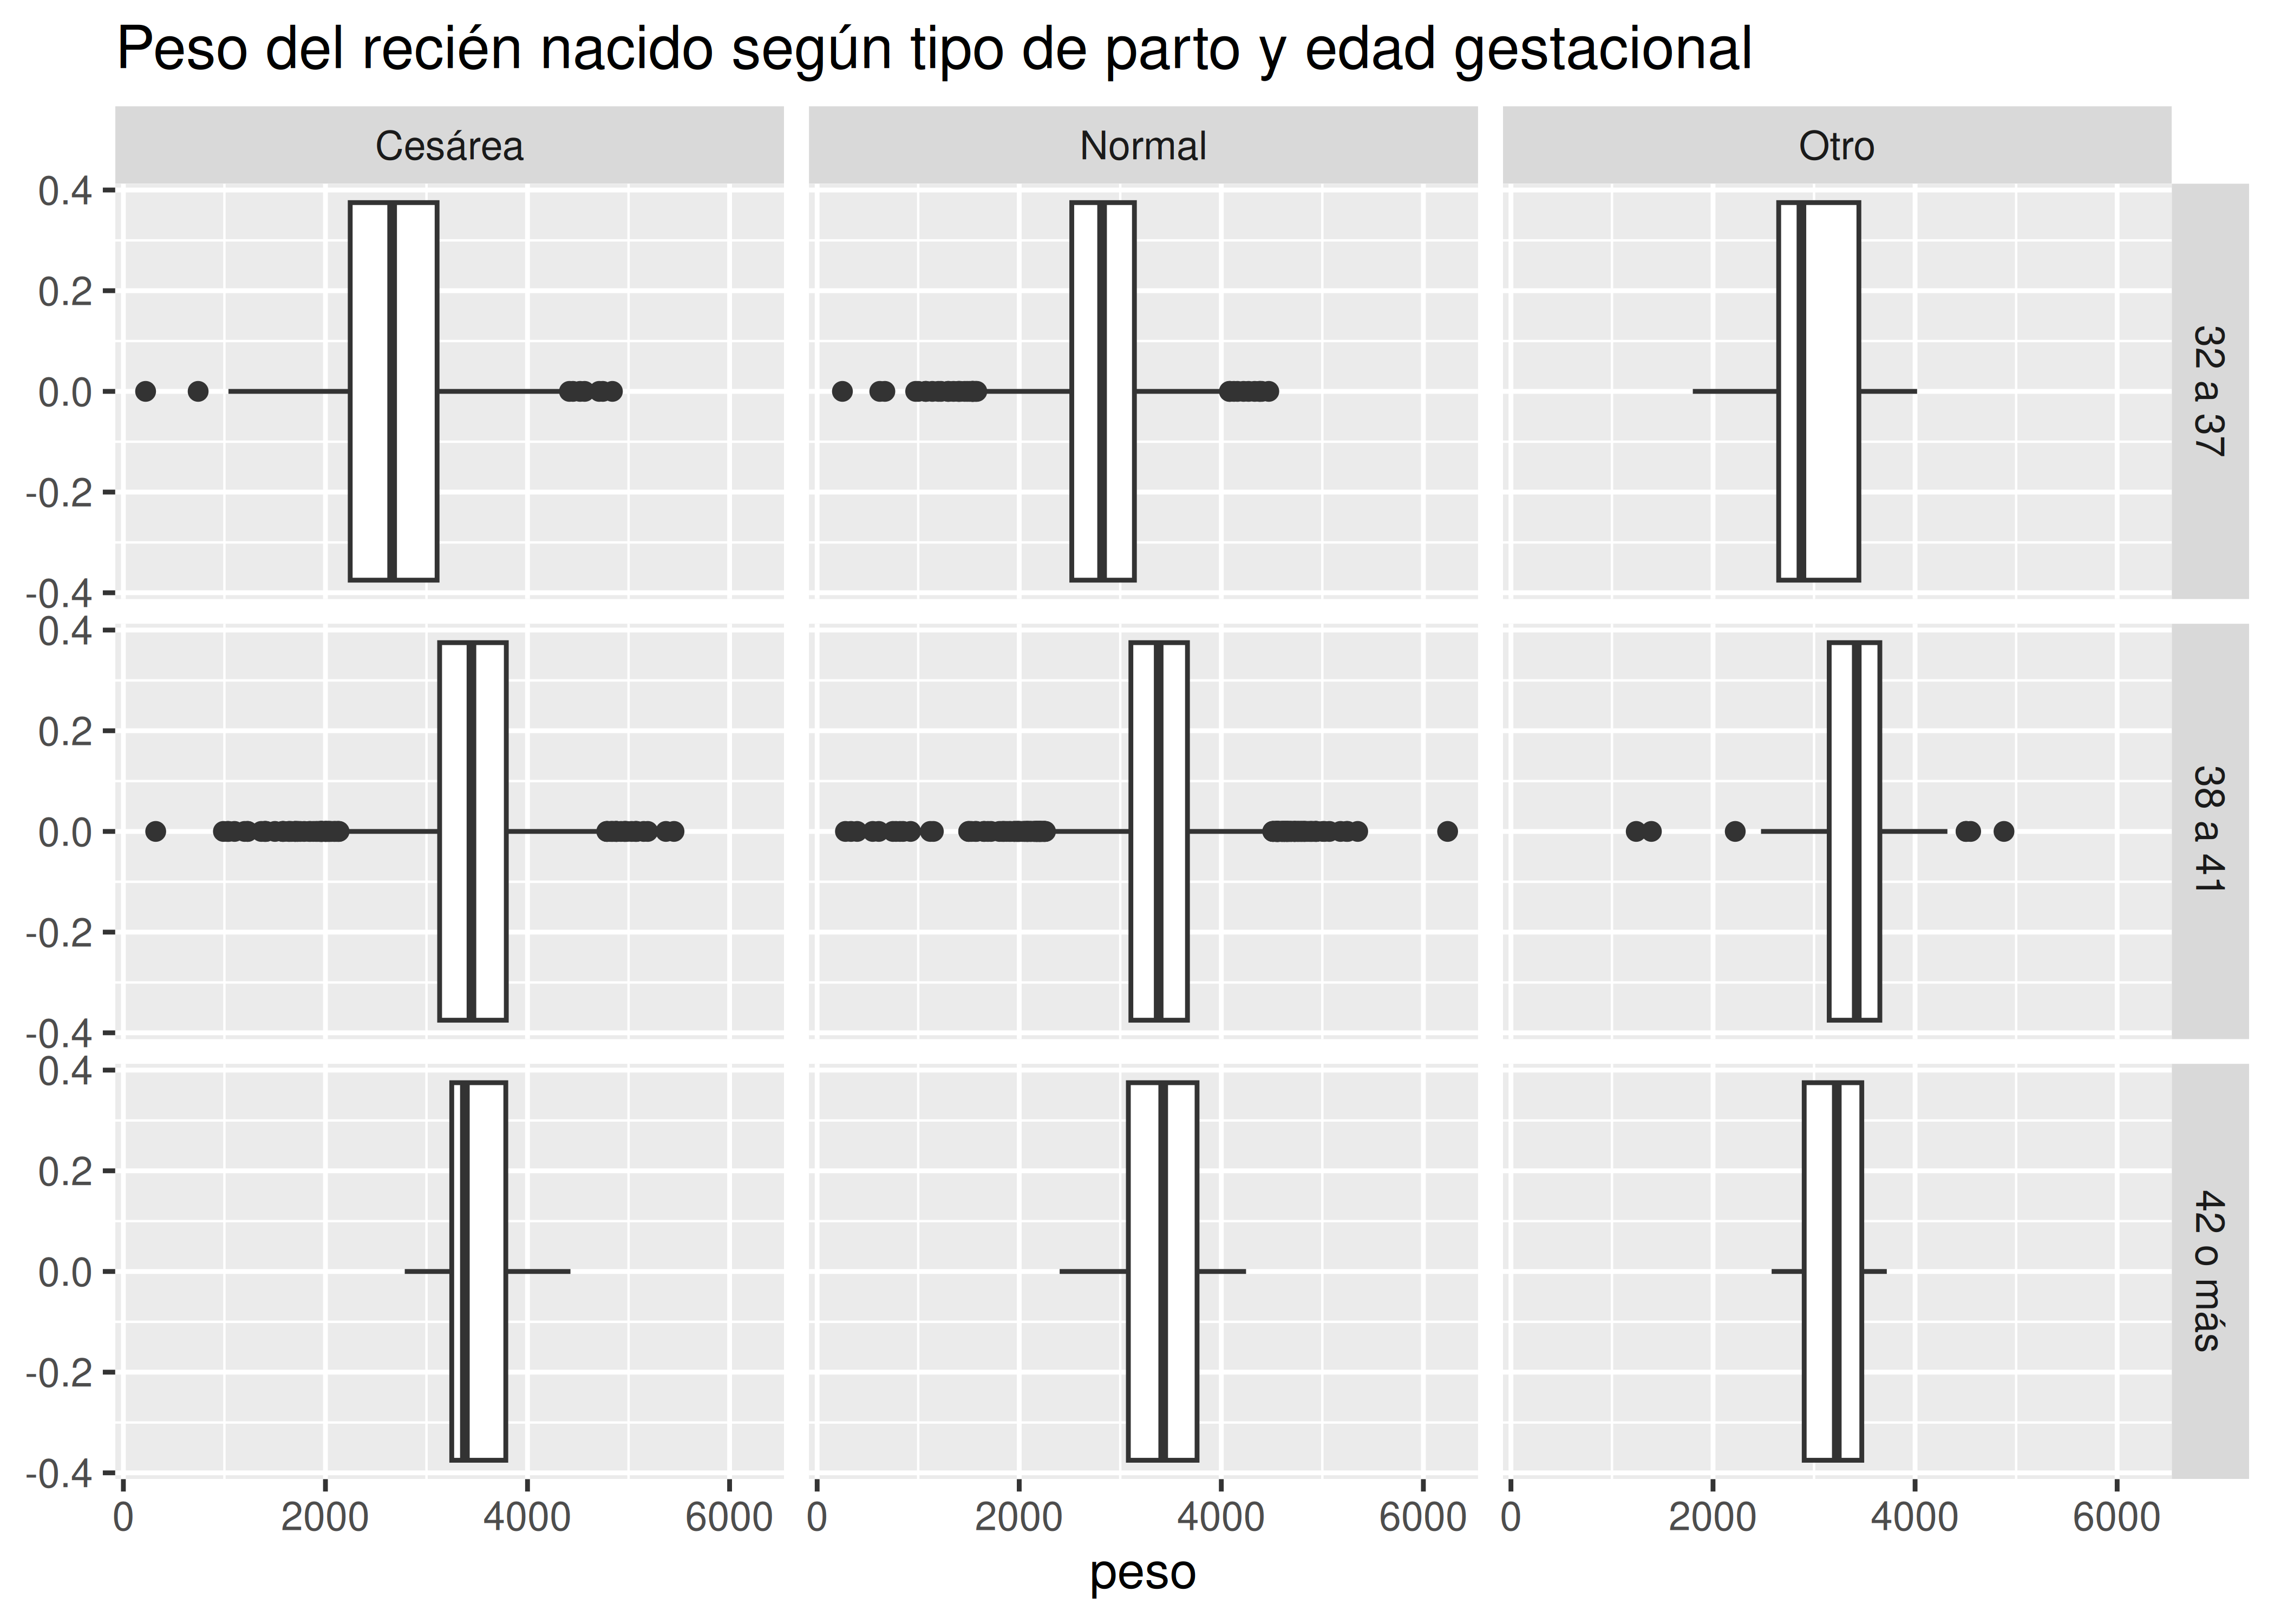 Peso del recién nacido según tipo de parto y edad gestacional
Cesárea Normal Otro
0.4
0.2
0.0
-0.2
-0.4
32 a 37
0.4
0.2
0.0
-0.2
-0.4
38 a 41
0.4
0.2
0.0
-0.2
-0.4
42 o más
0 2000 4000 6000 0 2000 4000 6000 0 2000 4000 6000
peso